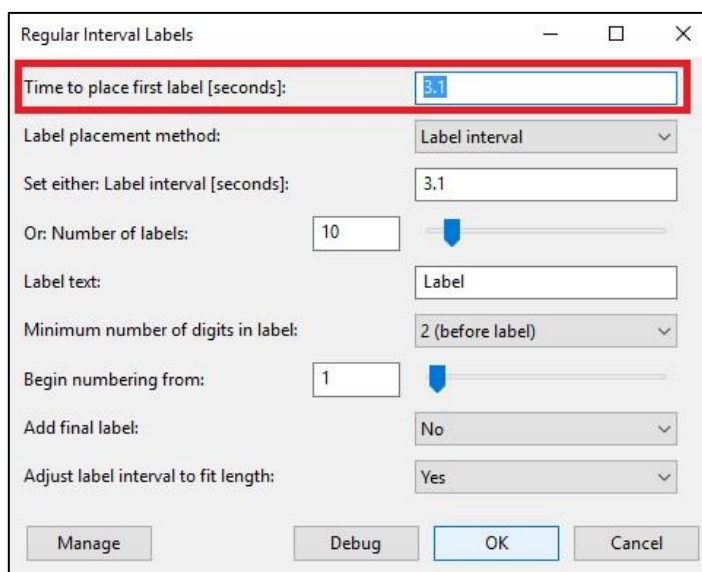 Regular Interval Labels
Time to place first label [seconds]: 3.1
Label placement method: Label interval
Set either: Label interval [seconds]: 3.1
Or: Number of labels: 10
Label text: Label
Minimum number of digits in label: 2 (before label)
Begin numbering from: 1
Add final label: No
Adjust label interval to fit length: Yes
Manage Debug OK Cancel